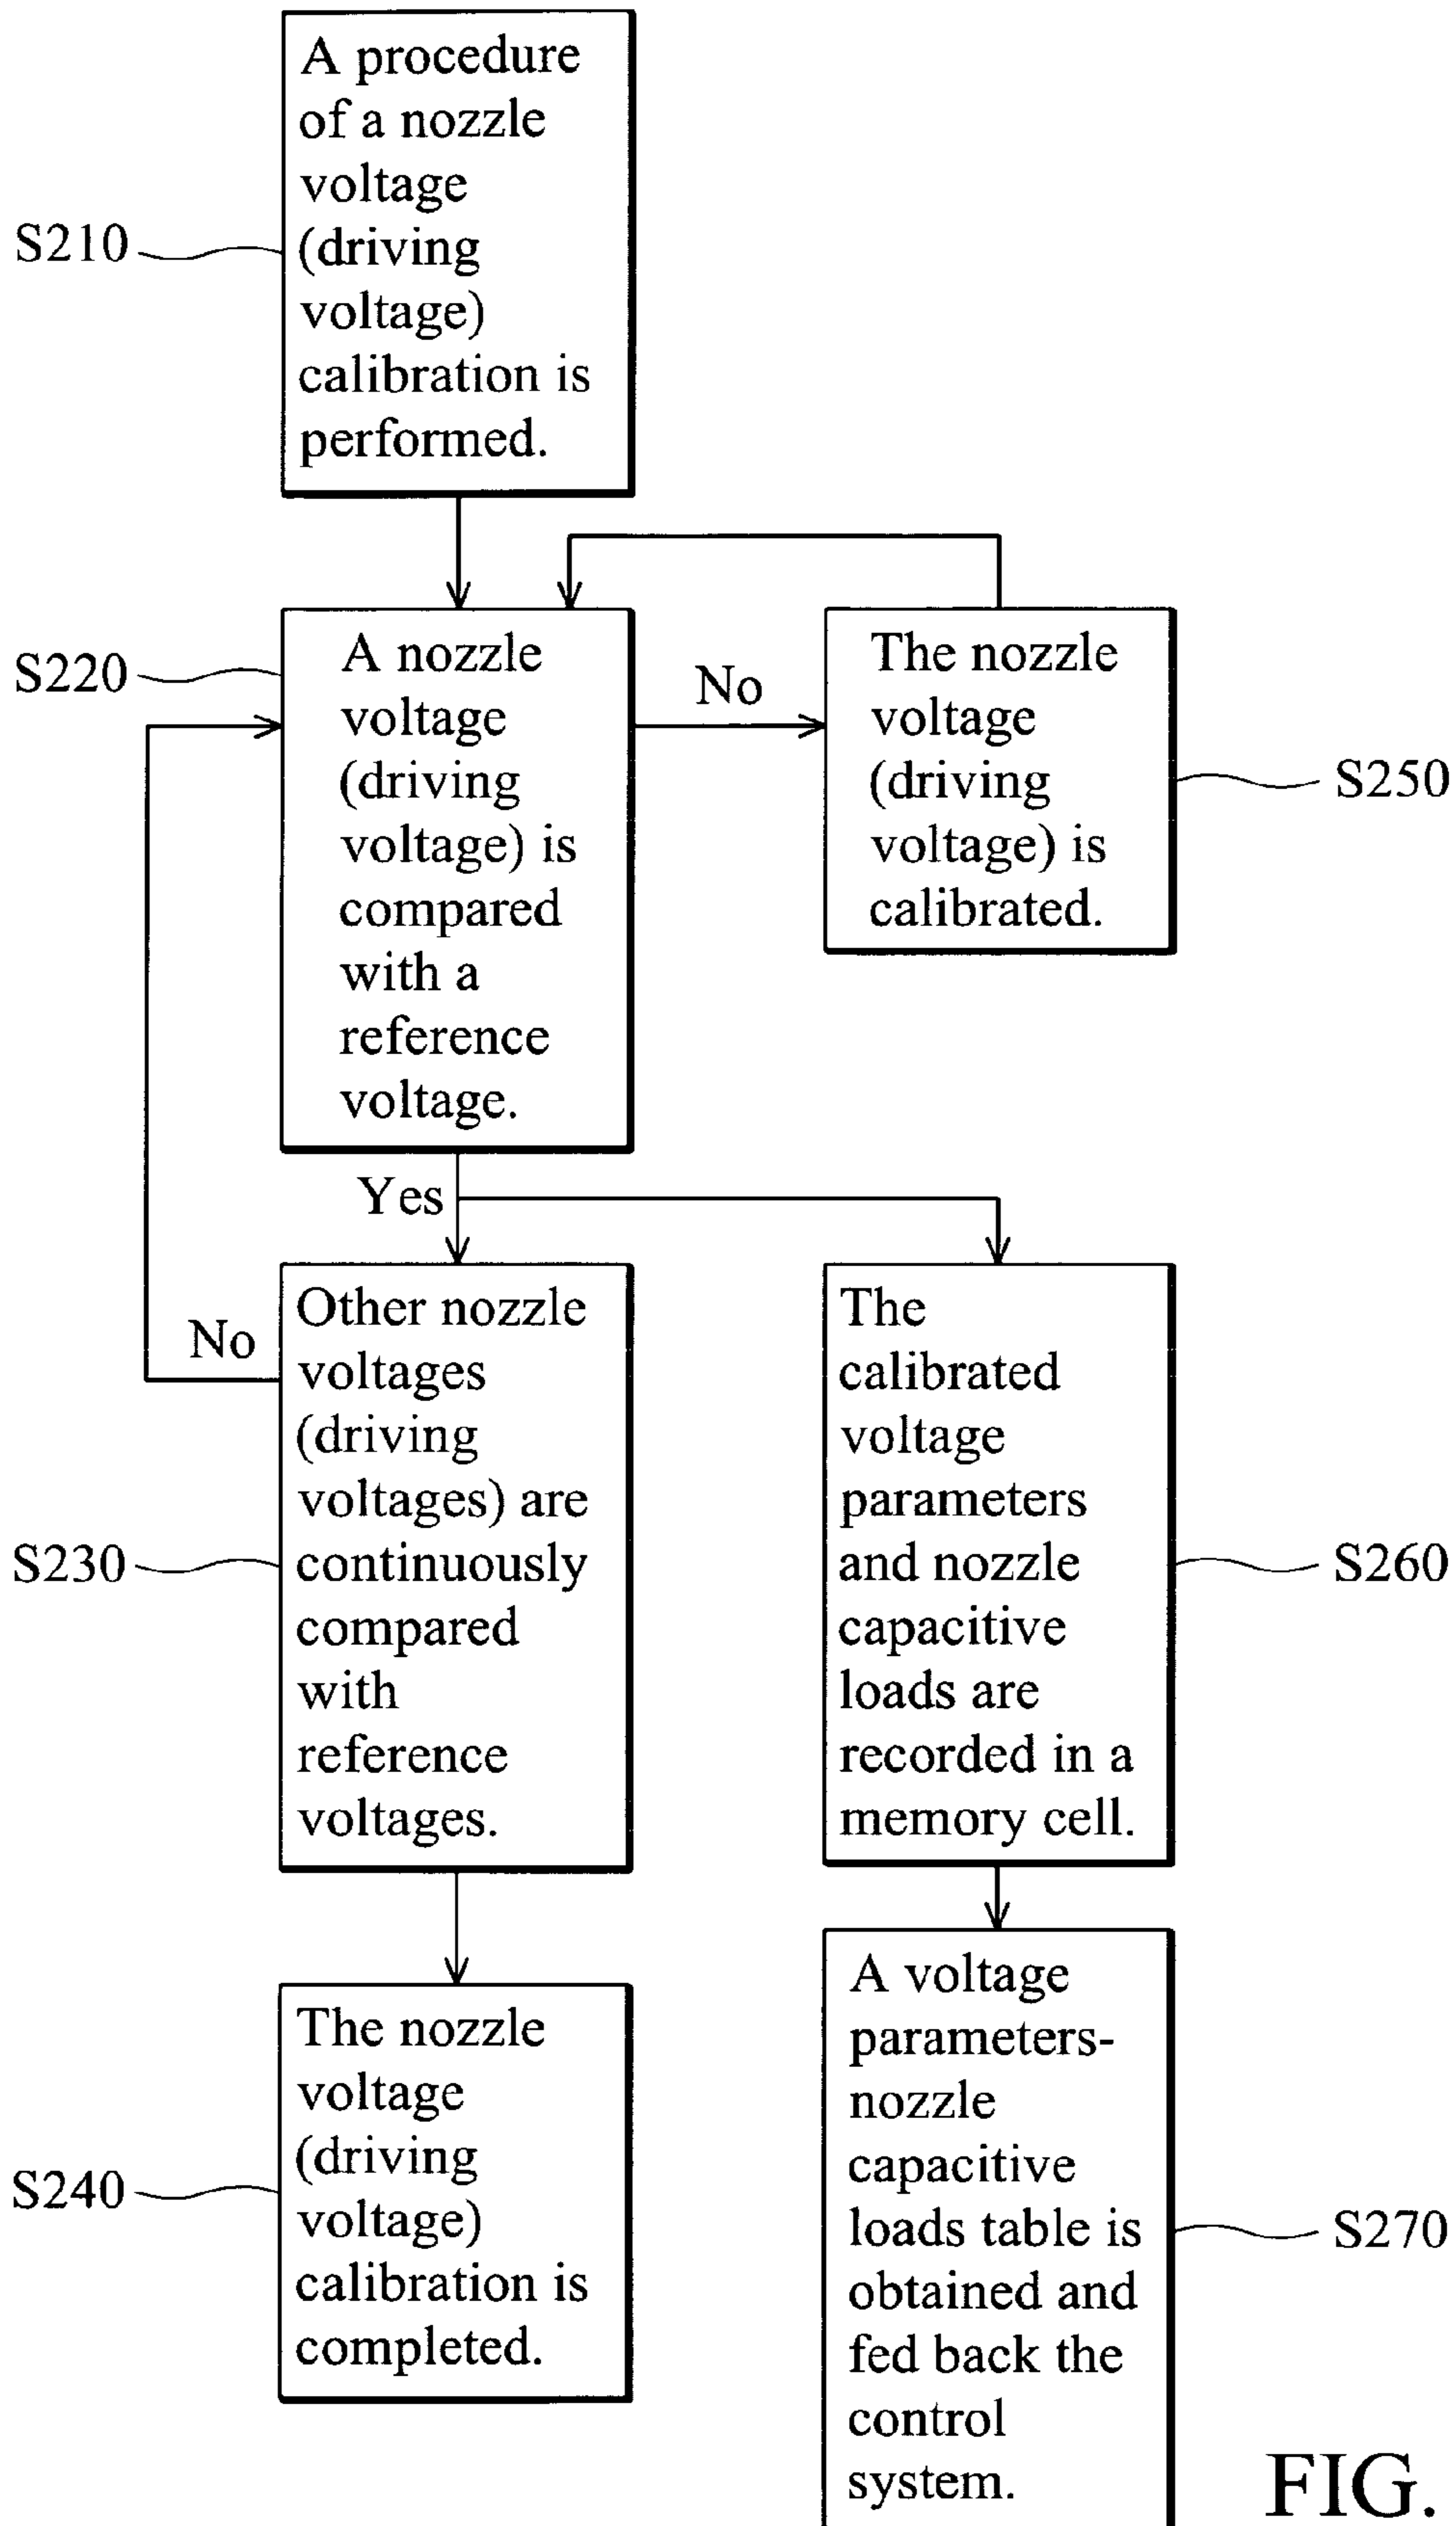 A procedure
of a nozzle
voltage
(driving
voltage)
calibration is
performed.
S210
A nozzle
voltage
(driving
voltage) is
compared
with a
reference
voltage.
S220
No
The nozzle
voltage
(driving
voltage) is
calibrated.
S250
Yes
No
Other nozzle
voltages
(driving
voltages) are
continuously
compared
with
reference
voltages.
S230
The
calibrated
voltage
parameters
and nozzle
capacitive
loads are
recorded in a
memory cell.
S260
The nozzle
voltage
(driving
voltage)
calibration is
completed.
S240
A voltage
parameters-
nozzle
capacitive
loads table is
obtained and
fed back the
control
system.
S270
FIG.